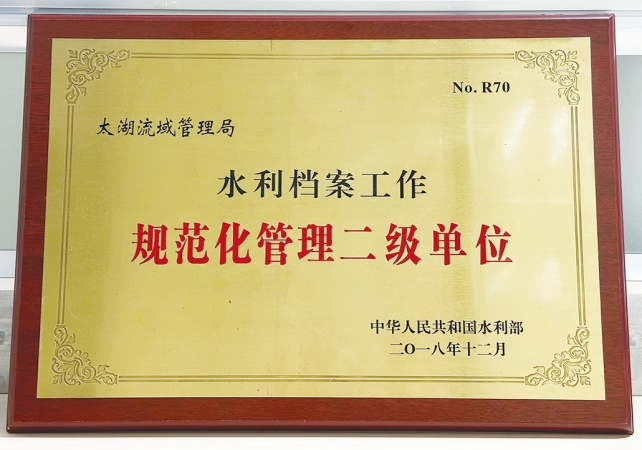 No. R70
太湖流域管理局
水利档案工作
规范化管理二级单位
中华人民共和国水利部
二〇一八年十二月